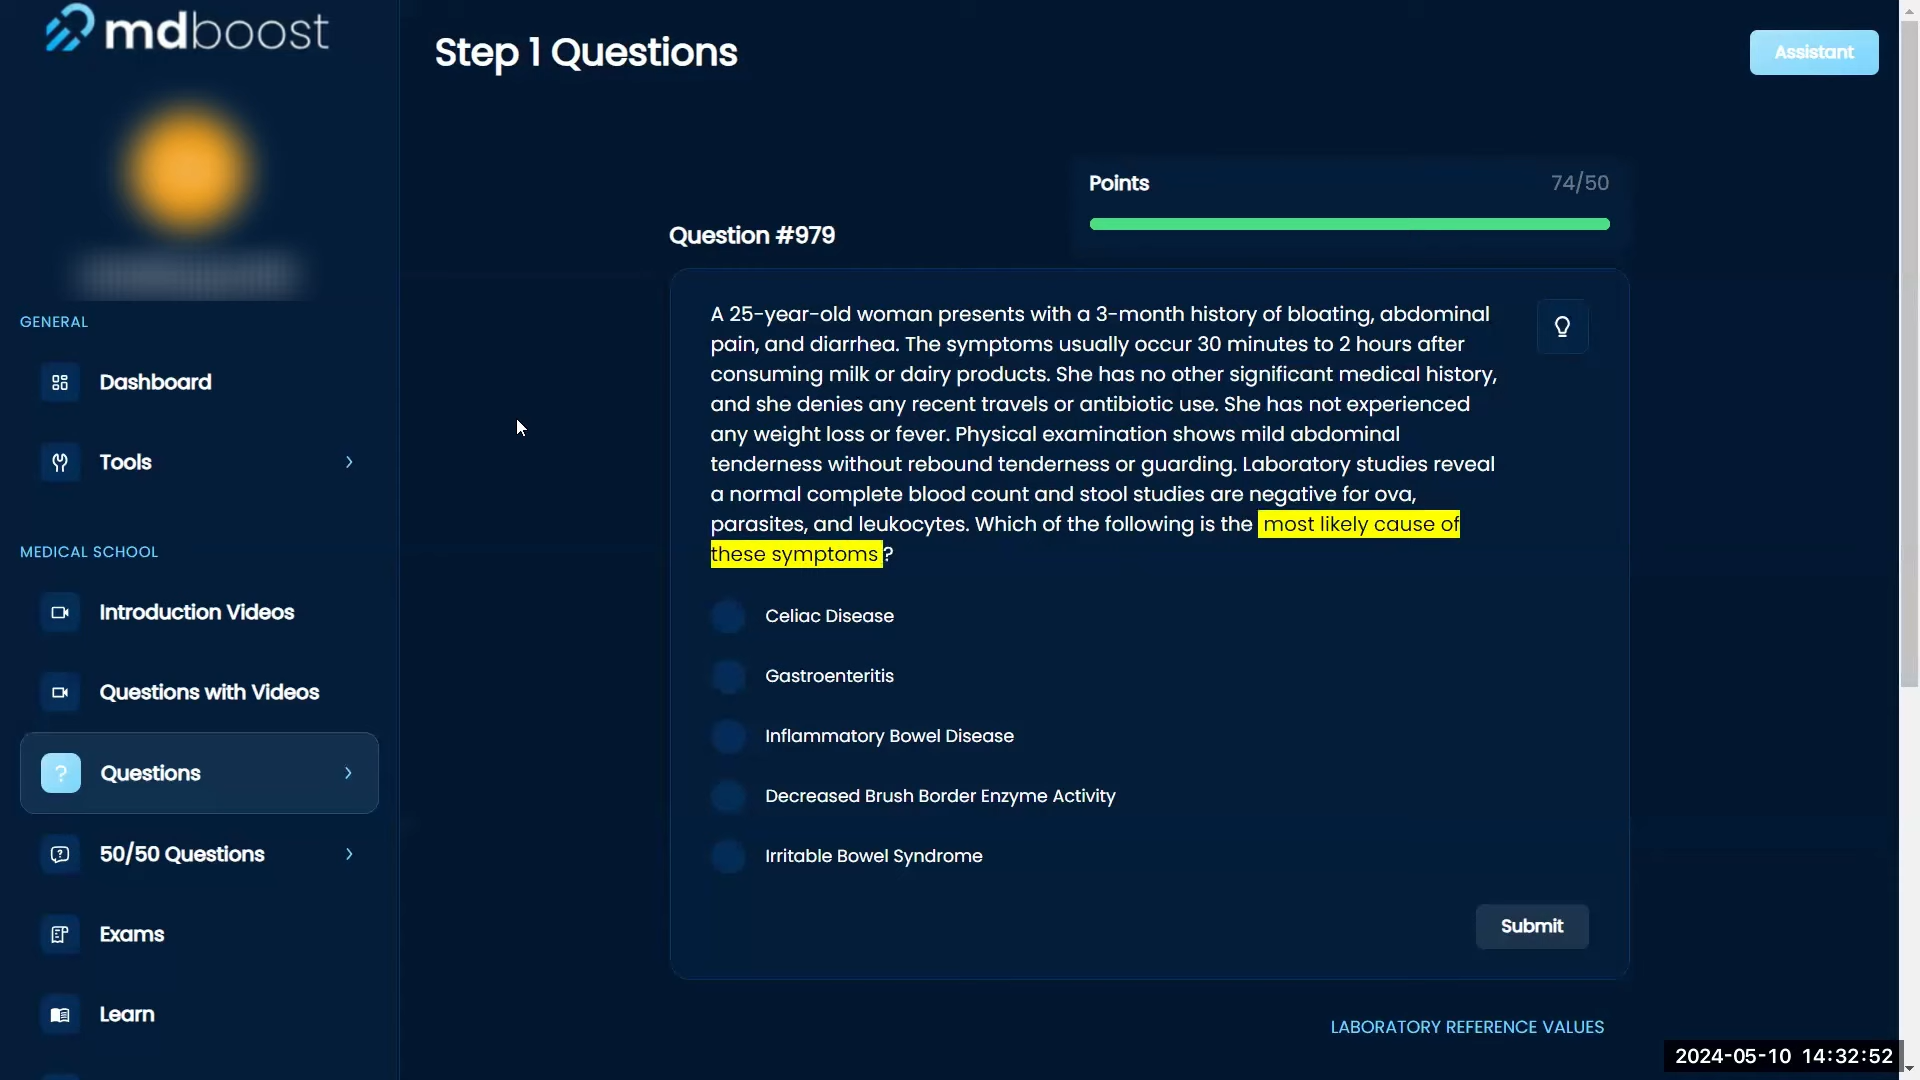 mdboost
Step 1 Questions
Assistant
Points
74/50
Question #979
GENERAL
Dashboard
Tools
MEDICAL SCHOOL
Introduction Videos
Questions with Videos
? Questions
50/50 Questions
Exams
Learn
A 25-year-old woman presents with a 3-month history of bloating, abdominal
pain, and diarrhea. The symptoms usually occur 30 minutes to 2 hours after
consuming milk or dairy products. She has no other significant medical history,
and she denies any recent travels or antibiotic use. She has not experienced
any weight loss or fever. Physical examination shows mild abdominal
tenderness without rebound tenderness or guarding. Laboratory studies reveal
a normal complete blood count and stool studies are negative for ova,
parasites, and leukocytes. Which of the following is the most likely cause of
these symptoms ?
Celiac Disease
Gastroenteritis
Inflammatory Bowel Disease
Decreased Brush Border Enzyme Activity
Irritable Bowel Syndrome
Submit
LABORATORY REFERENCE VALUES
2024-05-10 14:32:52